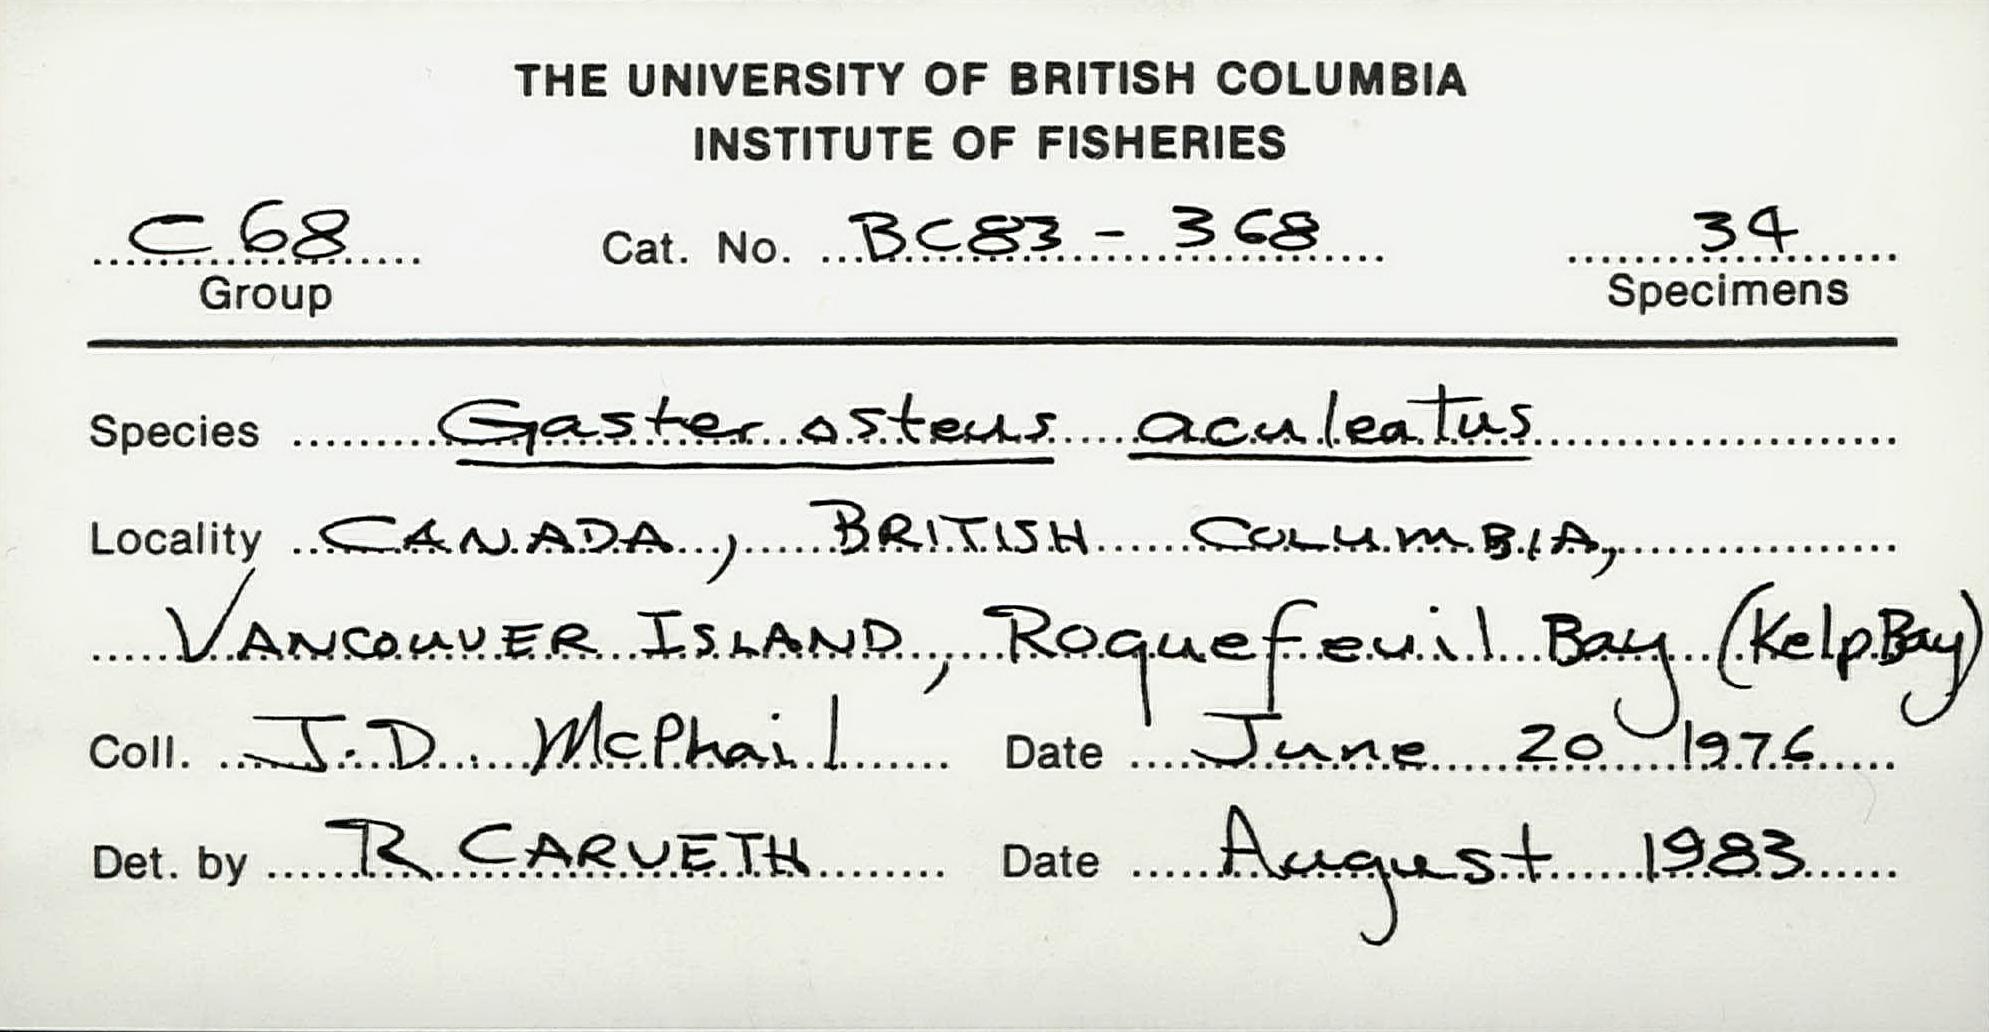 THE UNIVERSITY OF BRITISH COLUMBIA
INSTITUTE OF FISHERIES
C 68 Cat. No. BC83 - 368 34
Group Specimens
Species Gasterosteus aculeatus
Locality CANADA, BRITISH COLUMBIA,
VANCOUVER ISLAND, Roquefeuil Bay (Kelp Bay)
Coll. J.D. McPhail Date June 20 1976
Det. by R CARVETH Date August 1983